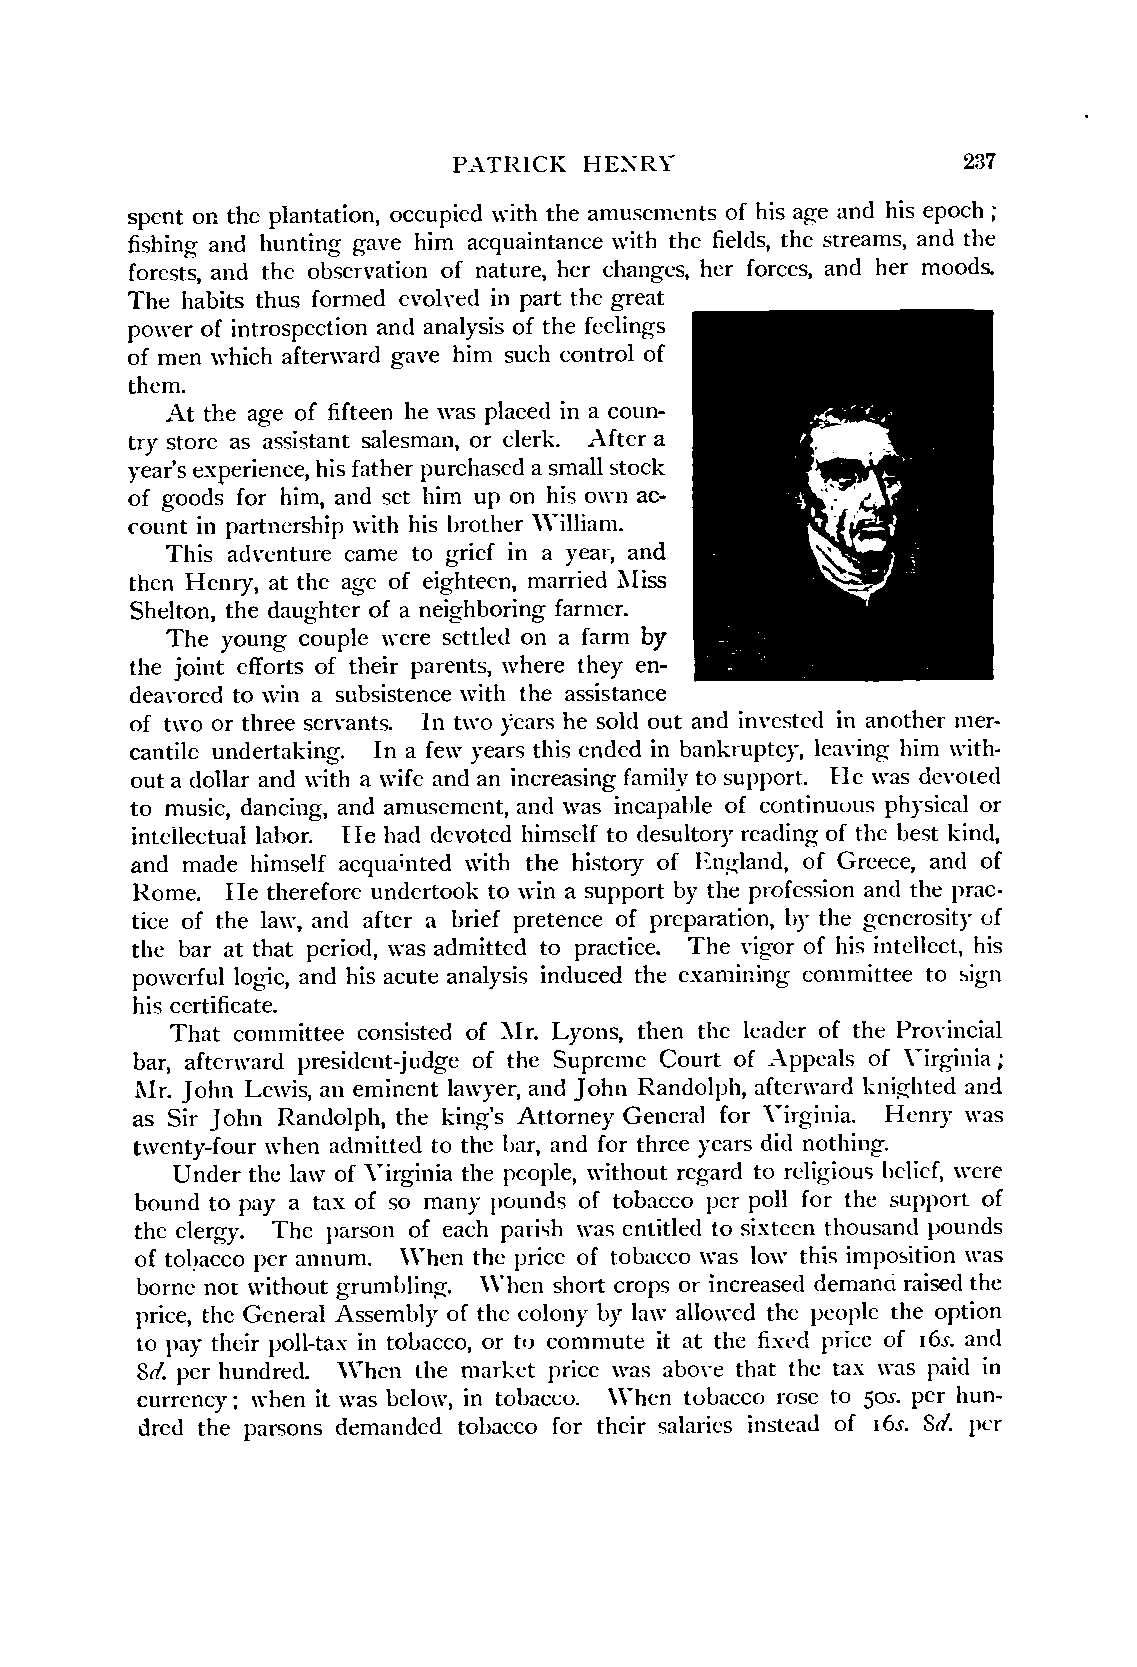 PATRICK HENRY 237
spent on the plantation, occupied with the amusements of his age and his epoch ;
fishing and hunting gave him acquaintance with the fields, the streams, and the
forests, and the observation of nature, her changes, her forces, and her moods.
The habits thus formed evolved in part the great
power of introspection and analysis of the feelings
of men which afterward gave him such control of
them.
At the age of fifteen he was placed in a coun-
try store as assistant salesman, or clerk. After a
year's experience, his father purchased a small stock
of goods for him, and set him up on his own ac-
count in partnership with his brother William.
This adventure came to grief in a year, and
then Henry, at the age of eighteen, married Miss
Shelton, the daughter of a neighboring farmer.
The young couple were settled on a farm by
the joint efforts of their parents, where they en-
deavored to win a subsistence with the assistance
of two or three servants. In two years he sold out and invested in another mer-
cantile undertaking. In a few years this ended in bankruptcy, leaving him with-
out a dollar and with a wife and an increasing family to support. He was devoted
to music, dancing, and amusement, and was incapable of continuous physical or
intellectual labor. He had devoted himself to desultory reading of the best kind,
and made himself acquainted with the history of England, of Greece, and of
Rome. He therefore undertook to win a support by the profession and the prac-
tice of the law, and after a brief pretence of preparation, by the generosity of
the bar at that period, was admitted to practice. The vigor of his intellect, his
powerful logic, and his acute analysis induced the examining committee to sign
his certificate.
That committee consisted of Mr. Lyons, then the leader of the Provincial
bar, afterward president-judge of the Supreme Court of Appeals of Virginia ;
Mr. John Lewis, an eminent lawyer, and John Randolph, afterward knighted and
as Sir John Randolph, the king's Attorney General for Virginia. Henry was
twenty-four when admitted to the bar, and for three years did nothing.
Under the law of Virginia the people, without regard to religious belief, were
bound to pay a tax of so many pounds of tobacco per poll for the support of
the clergy. The parson of each parish was entitled to sixteen thousand pounds
of tobacco per annum. When the price of tobacco was low this imposition was
borne not without grumbling. When short crops or increased demand raised the
price, the General Assembly of the colony by law allowed the people the option
to pay their poll-tax in tobacco, or to commute it at the fixed price of 16s. and
8d. per hundred. When the market price was above that the tax was paid in
currency ; when it was below, in tobacco. When tobacco rose to 50s. per hun-
dred the parsons demanded tobacco for their salaries instead of 16s. 8d. per